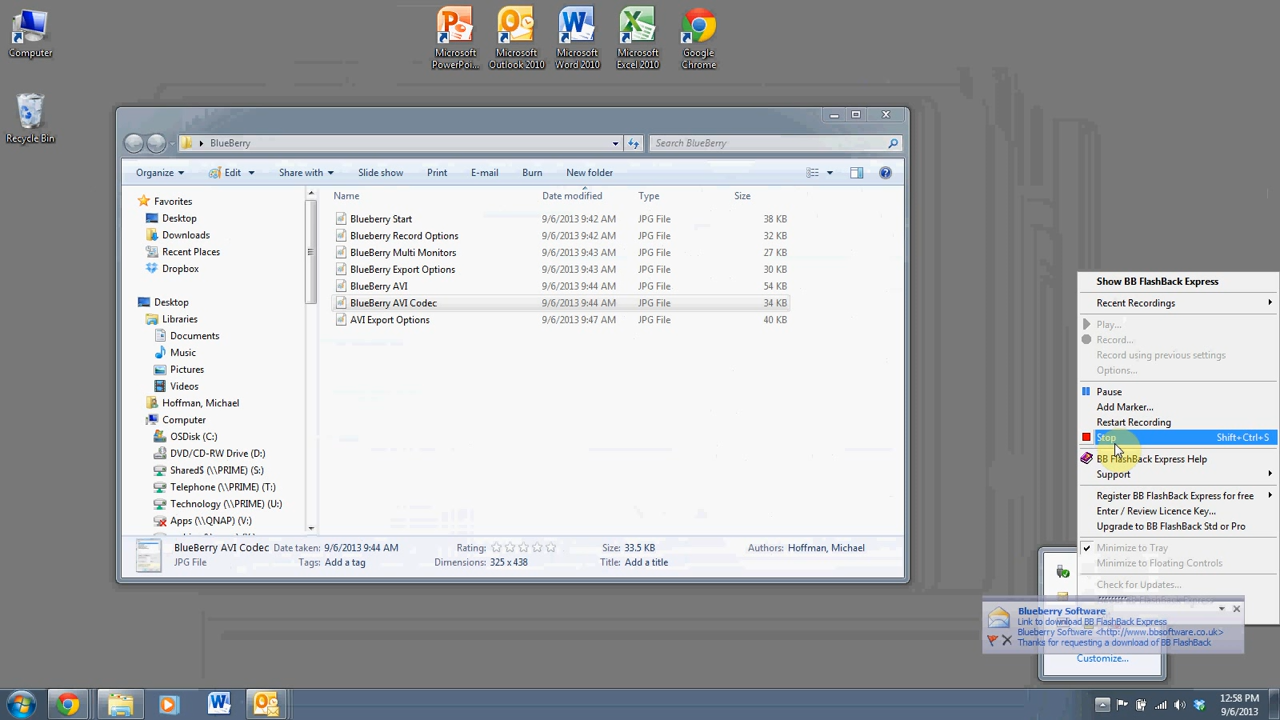 Computer
Recycle Bin
Microsoft PowerPoi...
Microsoft Outlook 2010
Microsoft Word 2010
Microsoft Excel 2010
Google Chrome
BlueBerry
Search BlueBerry
Organize Edit Share with Slide show Print E-mail Burn New folder
Name Date modified Type Size
Blueberry Start 9/6/2013 9:42 AM JPG File 38 KB
Blueberry Record Options 9/6/2013 9:42 AM JPG File 32 KB
BlueBerry Multi Monitors 9/6/2013 9:43 AM JPG File 27 KB
BlueBerry Export Options 9/6/2013 9:43 AM JPG File 30 KB
BlueBerry AVI 9/6/2013 9:44 AM JPG File 54 KB
BlueBerry AVI Codec 9/6/2013 9:44 AM JPG File 34 KB
AVI Export Options 9/6/2013 9:47 AM JPG File 40 KB
Favorites
Desktop
Downloads
Recent Places
Dropbox
Desktop
Libraries
Documents
Music
Pictures
Videos
Hoffman, Michael
Computer
OSDisk (C:)
DVD/CD-RW Drive (D:)
Shared$ (\\PRIME) (S:)
Telephone (\\PRIME) (T:)
Technology (\\PRIME) (U:)
Apps (\\QNAP) (V:)
BlueBerry AVI Codec Date taken: 9/6/2013 9:44 AM Rating: Size: 33.5 KB Authors: Hoffman, Michael
JPG File Tags: Add a tag Dimensions: 325 x 438 Title: Add a title
Show BB FlashBack Express
Recent Recordings
Play...
Record...
Record using previous settings
Options...
Pause
Add Marker...
Restart Recording
Stop Shift+Ctrl+S
BB FlashBack Express Help
Support
Register BB FlashBack Express for free
Enter / Review Licence Key...
Upgrade to BB FlashBack Std or Pro
Minimize to Tray
Minimize to Floating Controls
Check for Updates...
Blueberry Software
Link to download BB FlashBack Express
Blueberry Software <http://www.bbsoftware.co.uk>
Thanks for requesting a download of BB FlashBack
Customize...
12:58 PM
9/6/2013